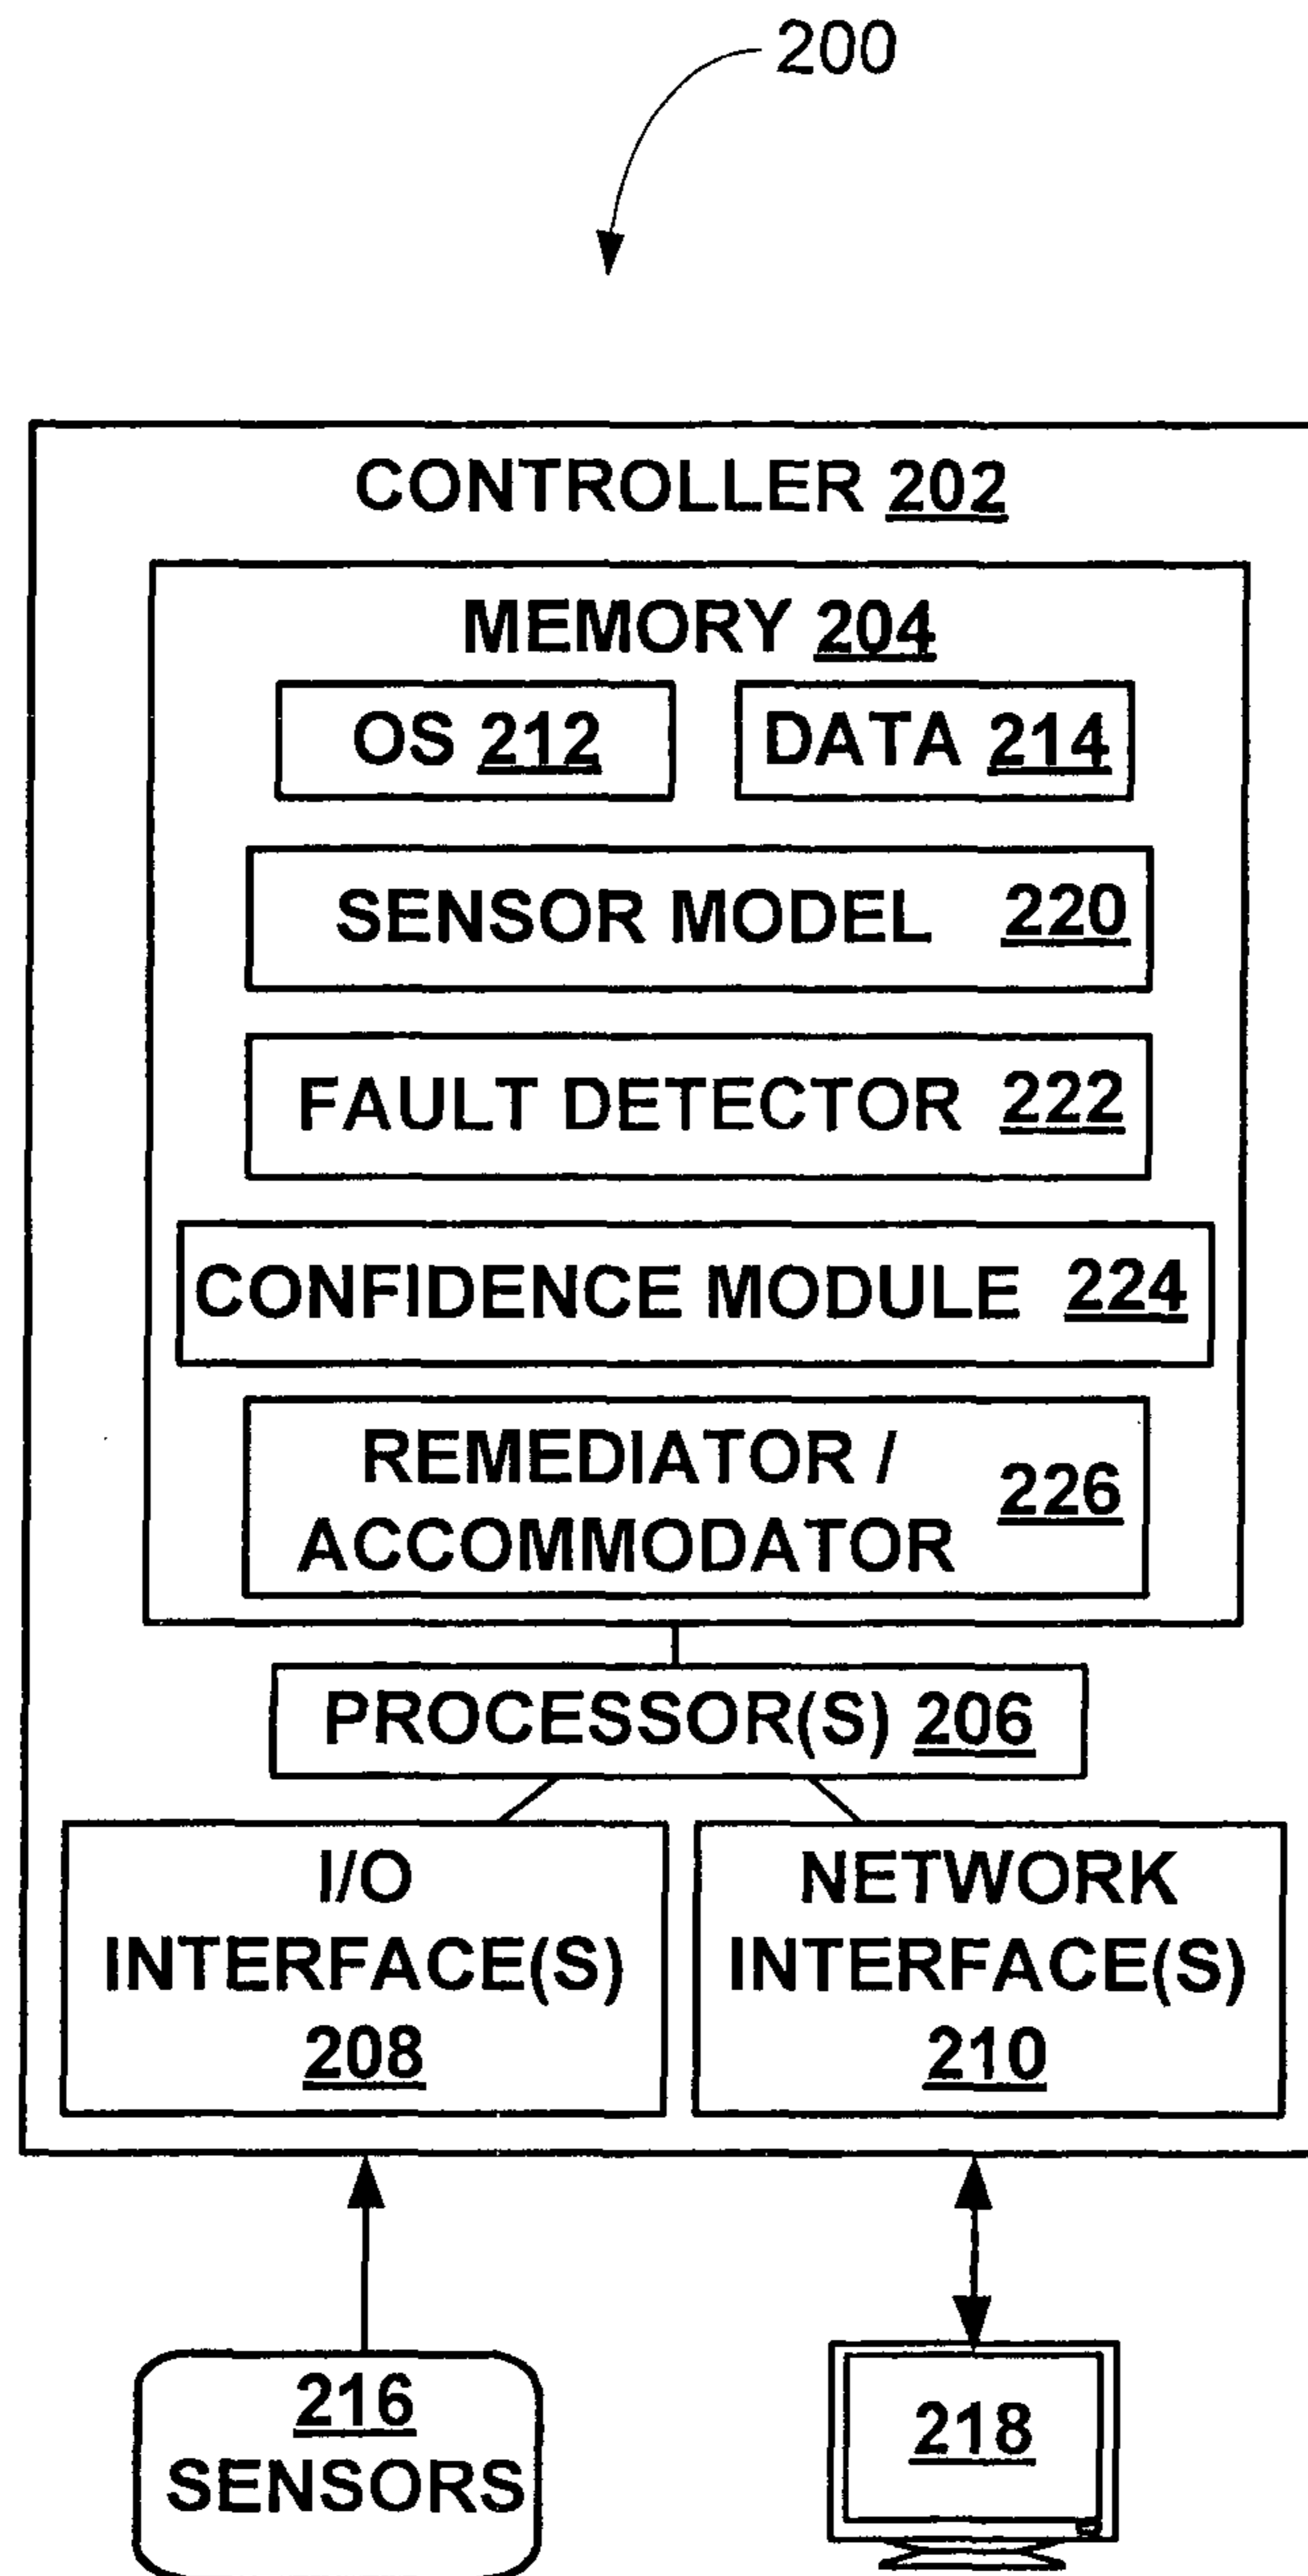 200
CONTROLLER 202
MEMORY 204
OS 212
DATA 214
SENSOR MODEL 220
FAULT DETECTOR 222
CONFIDENCE MODULE 224
REMEDIATOR /
ACCOMMODATOR 226
PROCESSOR(S) 206
I/O
INTERFACE(S)
208
NETWORK
INTERFACE(S)
210
216
SENSORS
218